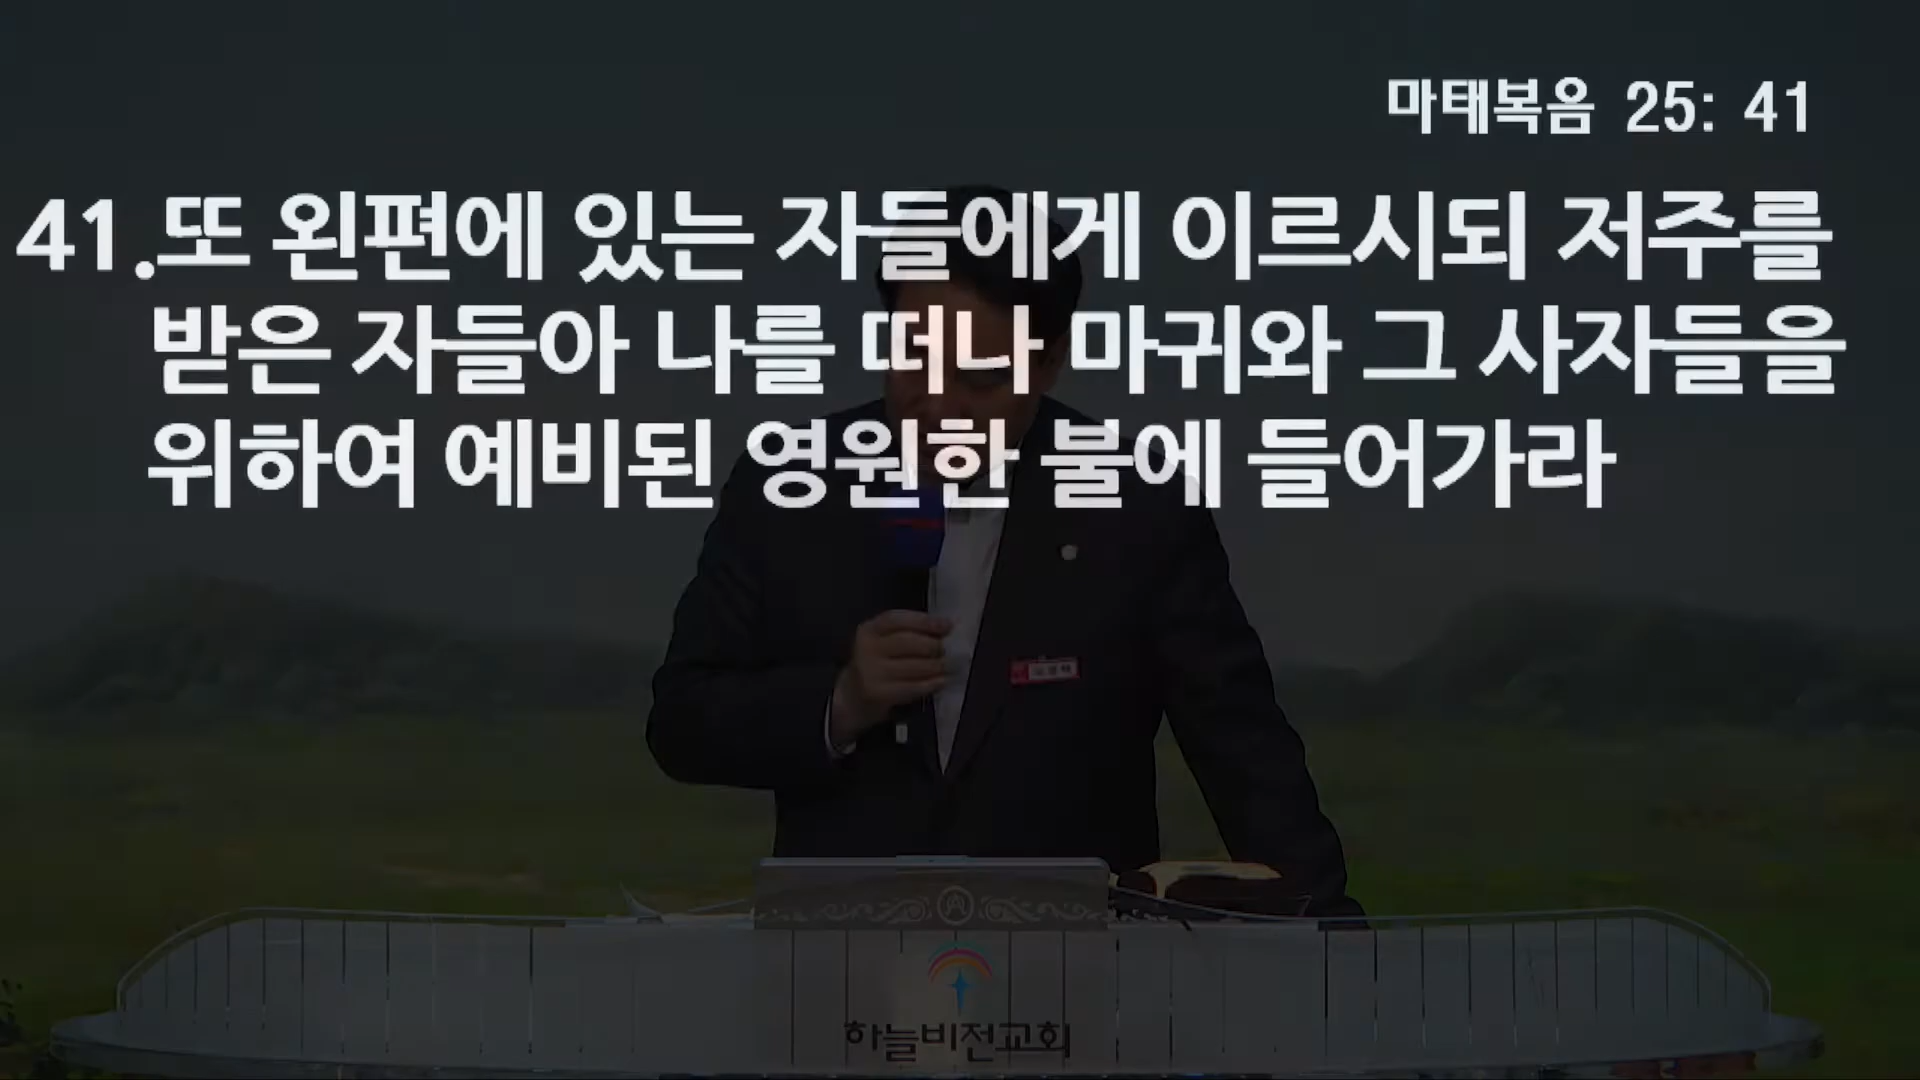 마태복음 25: 41
41.또 왼편에 있는 자들에게 이르시되 저주를
받은 자들아 나를 떠나 마귀와 그 사자들을
위하여 예비된 영원한 불에 들어가라
하늘비전교회